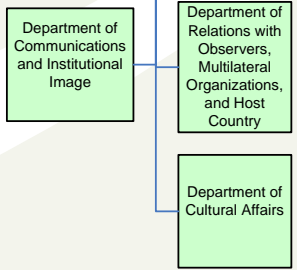 Department of
Communications
and Institutional
Image
Department of
Relations with
Observers,
Multilateral
Organizations,
and Host
Country
Department of
Cultural Affairs